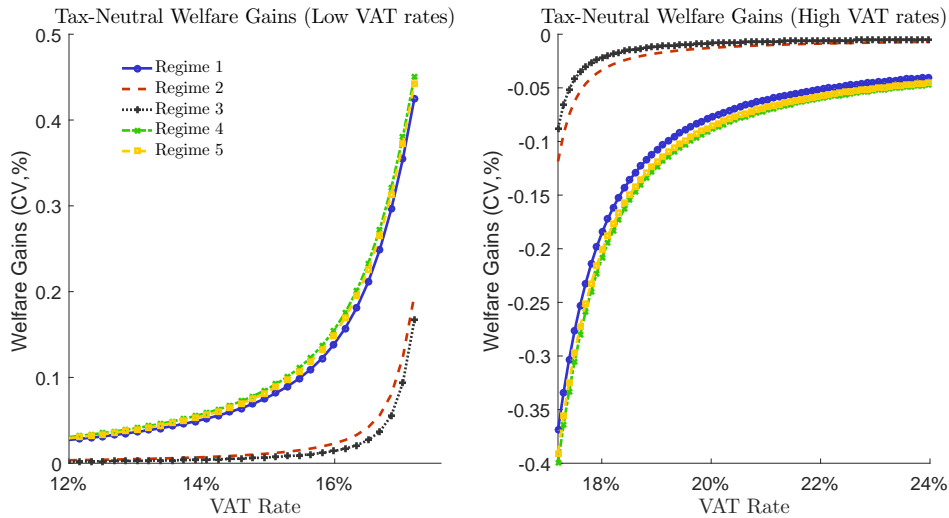 Tax-Neutral Welfare Gains (Low VAT rates)
0.5
0.4
0.3
0.2
0.1
0
Welfare Gains (CV,%)
Regime 1
Regime 2
Regime 3
Regime 4
Regime 5
12%
14%
16%
VAT Rate
Tax-Neutral Welfare Gains (High VAT rates)
0
-0.05
-0.1
-0.15
-0.2
-0.25
-0.3
-0.35
-0.4
Welfare Gains (CV,%)
18%
20%
22%
24%
VAT Rate